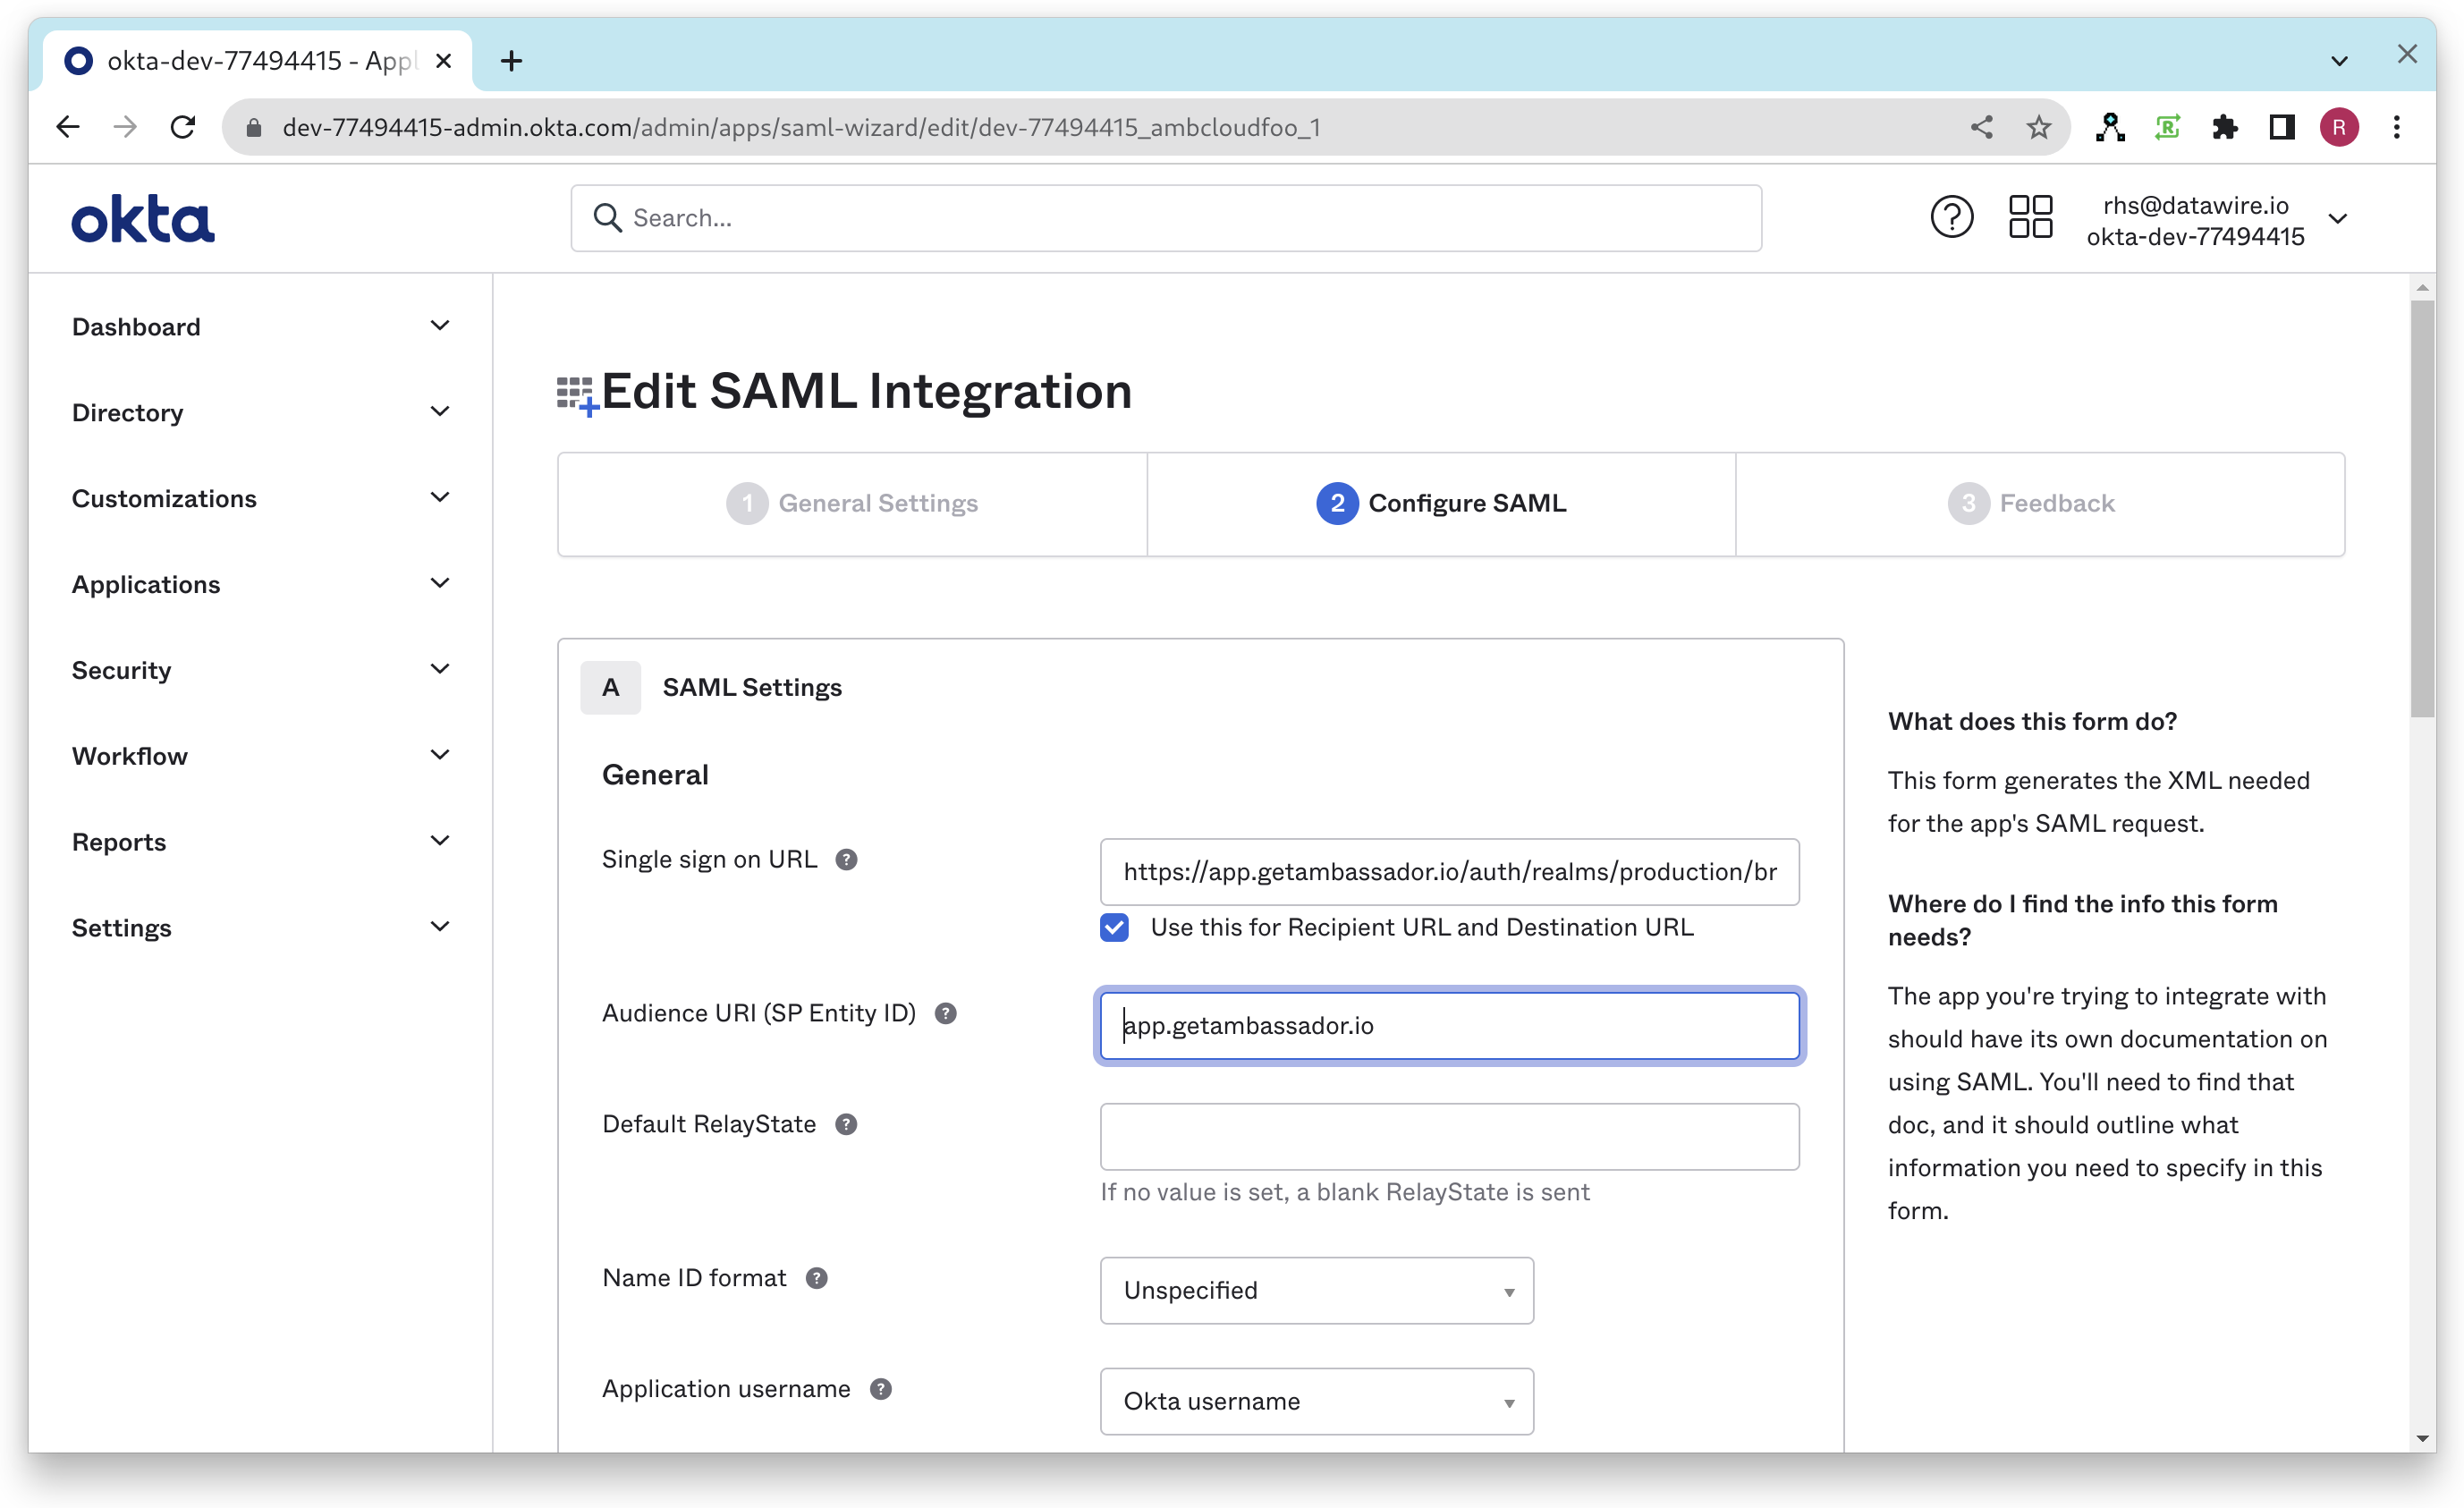 okta-dev-77494415 - Appl
dev-77494415-admin.okta.com/admin/apps/saml-wizard/edit/dev-77494415_ambcloudfoo_1
R
R
okta
Search...
?
rhs@datawire.io
okta-dev-77494415
Dashboard
Directory
Customizations
Applications
Security
Workflow
Reports
Settings
Edit SAML Integration
1 General Settings
2 Configure SAML
3 Feedback
A SAML Settings
General
Single sign on URL ?
https://app.getambassador.io/auth/realms/production/br
Use this for Recipient URL and Destination URL
Audience URI (SP Entity ID) ?
app.getambassador.io
Default RelayState ?
If no value is set, a blank RelayState is sent
Name ID format ?
Unspecified
Application username ?
Okta username
What does this form do?
This form generates the XML needed
for the app's SAML request.
Where do I find the info this form
needs?
The app you're trying to integrate with
should have its own documentation on
using SAML. You'll need to find that
doc, and it should outline what
information you need to specify in this
form.